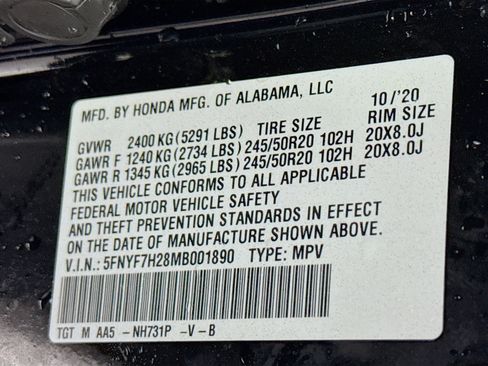 MFD. BY HONDA MFG. OF ALABAMA, LLC 10/'20
GVWR 2400 KG (5291 LBS) TIRE SIZE RIM SIZE
GAWR F 1240 KG (2734 LBS) 245/50R20 102H 20X8.0J
GAWR R 1345 KG (2965 LBS) 245/50R20 102H 20X8.0J
THIS VEHICLE CONFORMS TO ALL APPLICABLE
FEDERAL MOTOR VEHICLE SAFETY
AND THEFT PREVENTION STANDARDS IN EFFECT
ON THE DATE OF MANUFACTURE SHOWN ABOVE.
V.I.N.: 5FNYF7H28MB001890 TYPE: MPV
TGT M AA5 -NH731P -V-B